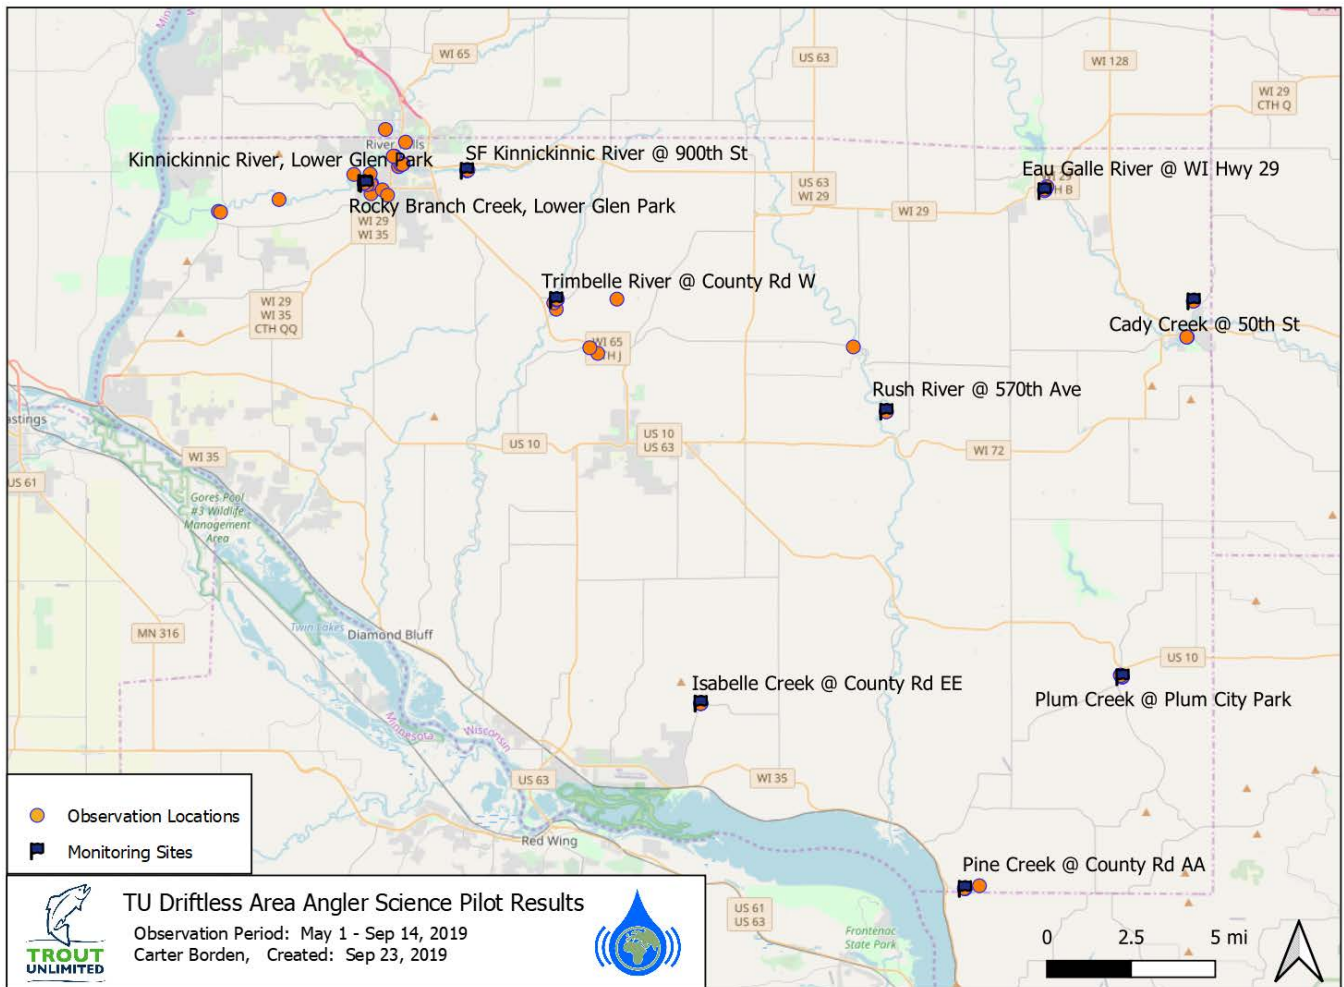 WI 65
US 63
WI 128
WI 29
CTH Q
Kinnickinnic River, Lower Glen Park
SF Kinnickinnic River @ 900th St
Eau Galle River @ WI Hwy 29
US 63
WI 29
WI 29
Rocky Branch Creek, Lower Glen Park
WI 29
WI 35
Trimbelle River @ County Rd W
WI 29
WI 35
CTH QQ
Cady Creek @ 50th St
WI 65
Rush River @ 570th Ave
US 10
US 10
US 63
WI 72
WI 35
US 61
Gores Pool
#3 Wildlife
Management
Area
Twin Lakes
MN 316
Diamond Bluff
US 10
Isabelle Creek @ County Rd EE
Plum Creek @ Plum City Park
Minnesota
Wisconsin
US 63
WI 35
Red Wing
Observation Locations
Monitoring Sites
Pine Creek @ County Rd AA
US 61
US 63
Frontenac
State Park
TU Driftless Area Angler Science Pilot Results
Observation Period: May 1 - Sep 14, 2019
Carter Borden, Created: Sep 23, 2019
TROUT
UNLIMITED
0 2.5 5 mi